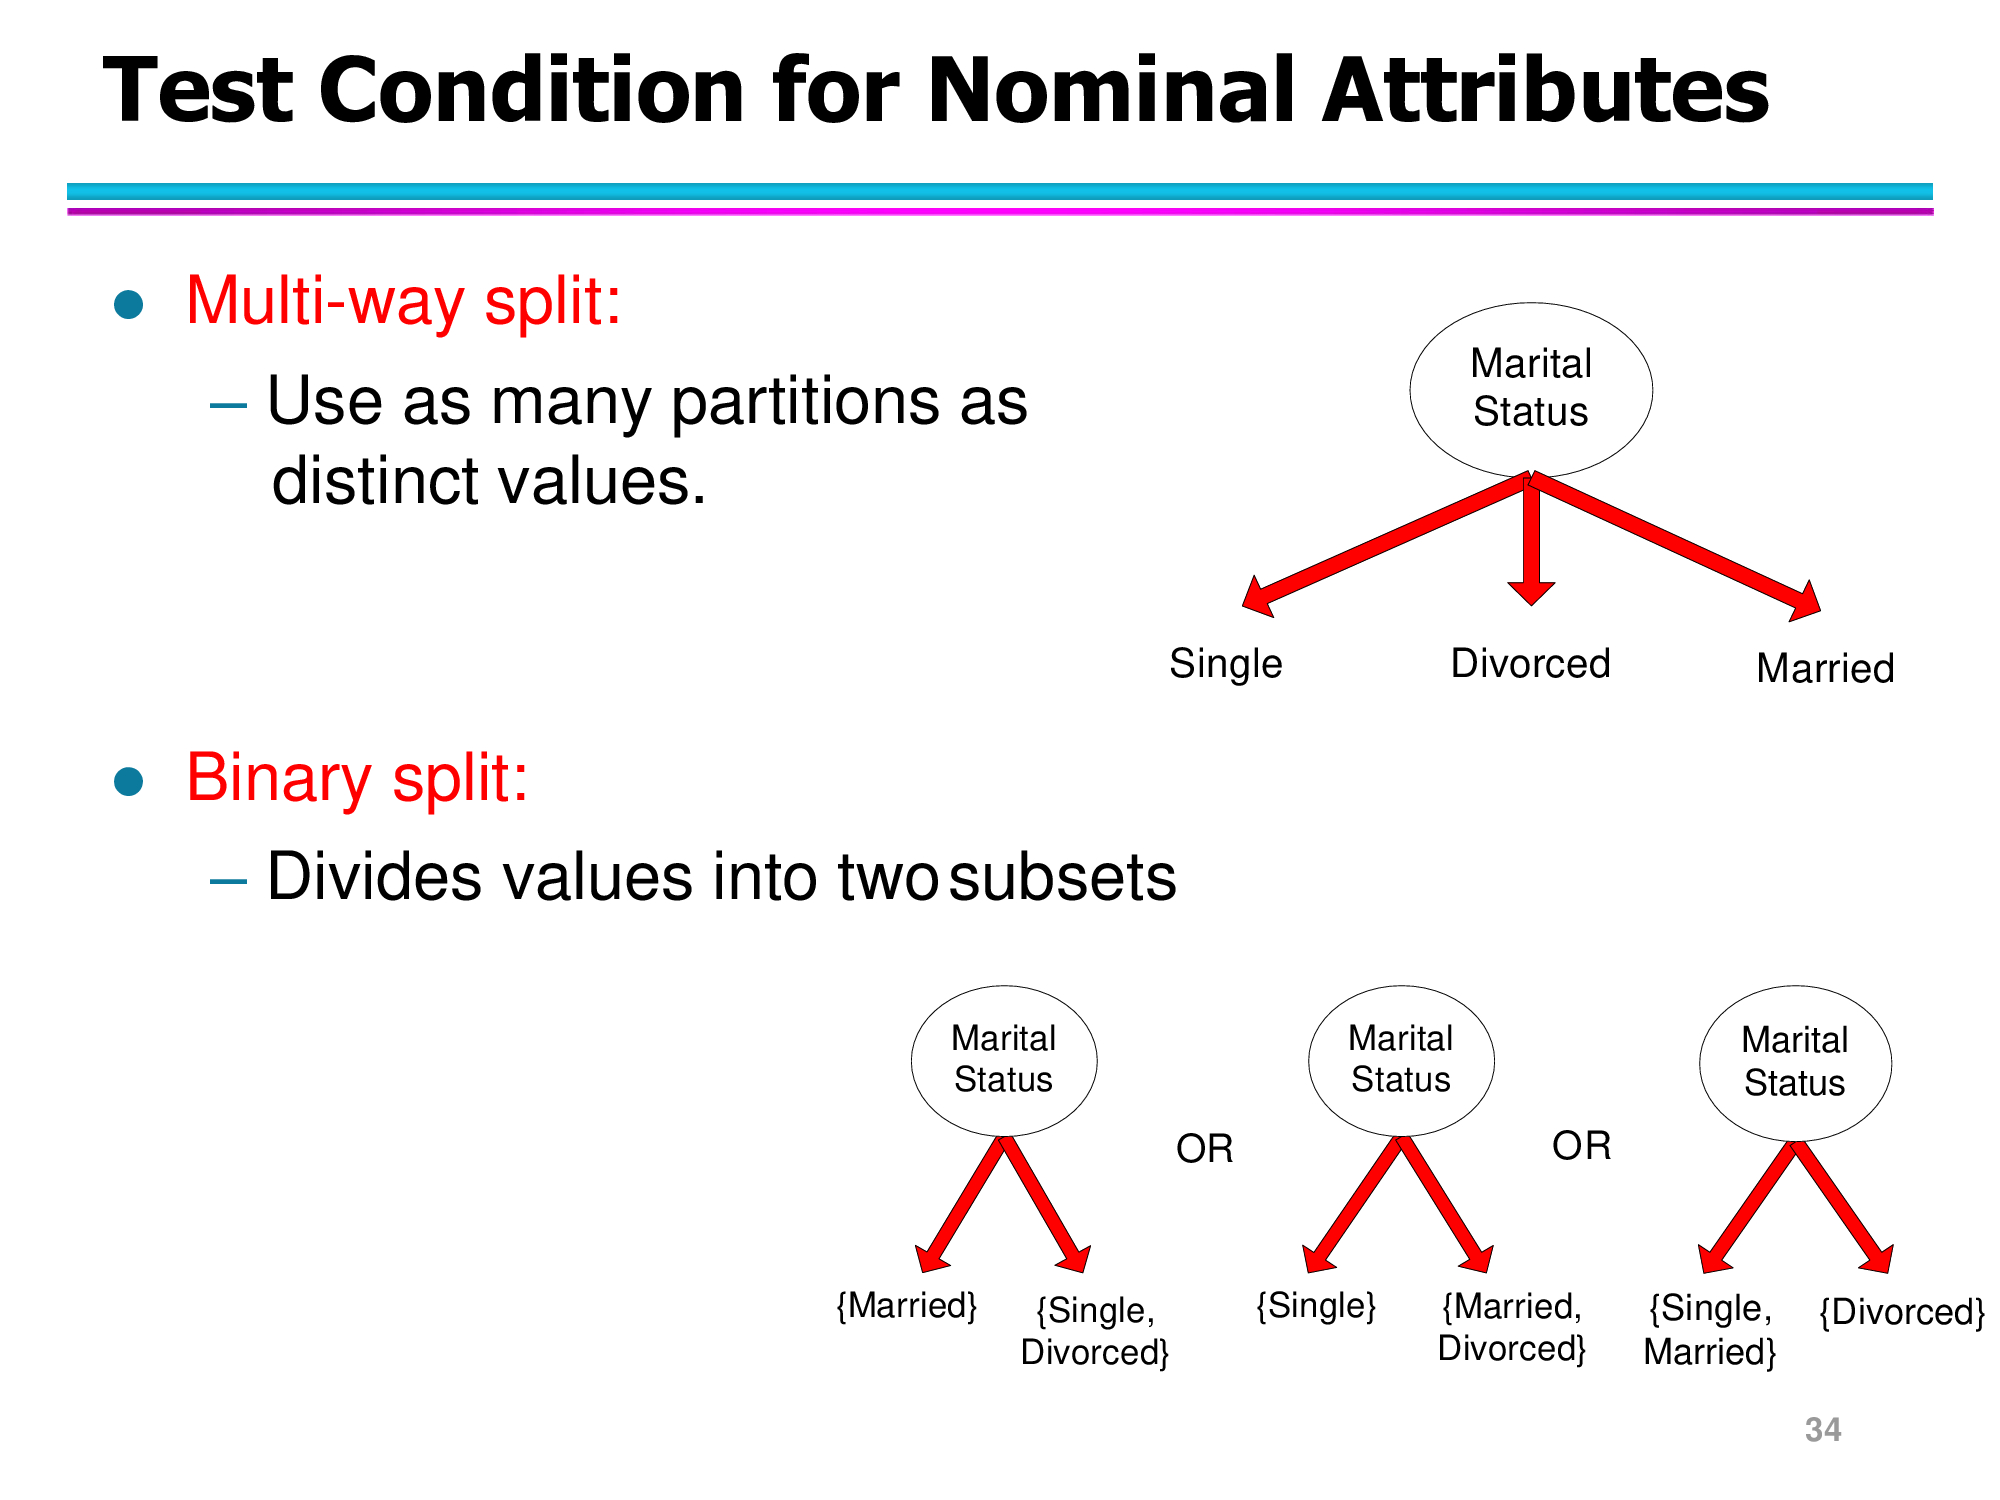 Test Condition for Nominal Attributes
Multi-way split:
– Use as many partitions as
distinct values.
Marital
Status
Single
Divorced
Married
Binary split:
– Divides values into two subsets
Marital
Status
{Married}
{Single,
Divorced}
OR
Marital
Status
{Single}
{Married,
Divorced}
OR
Marital
Status
{Single,
Married}
{Divorced}
34